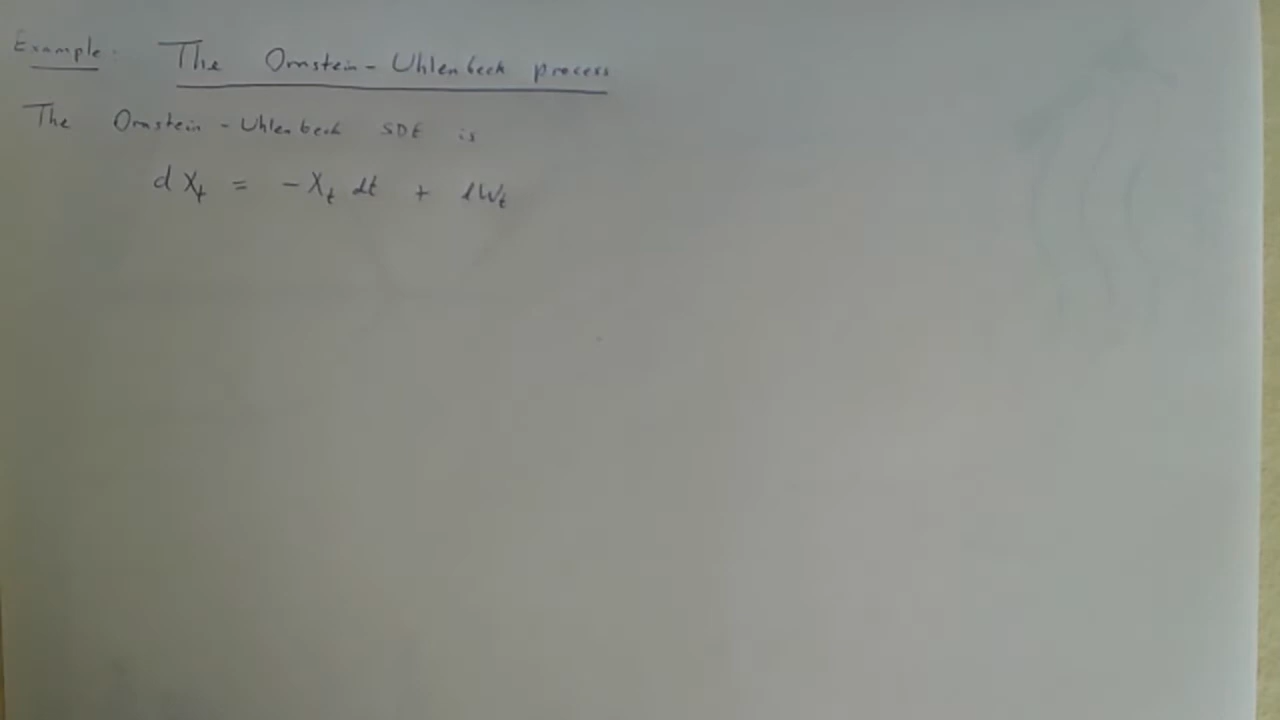 Example: The Ornstein-Uhlenbeck process
The Ornstein-Uhlenbeck SDE is
dX_t = -X_t dt + dW_t